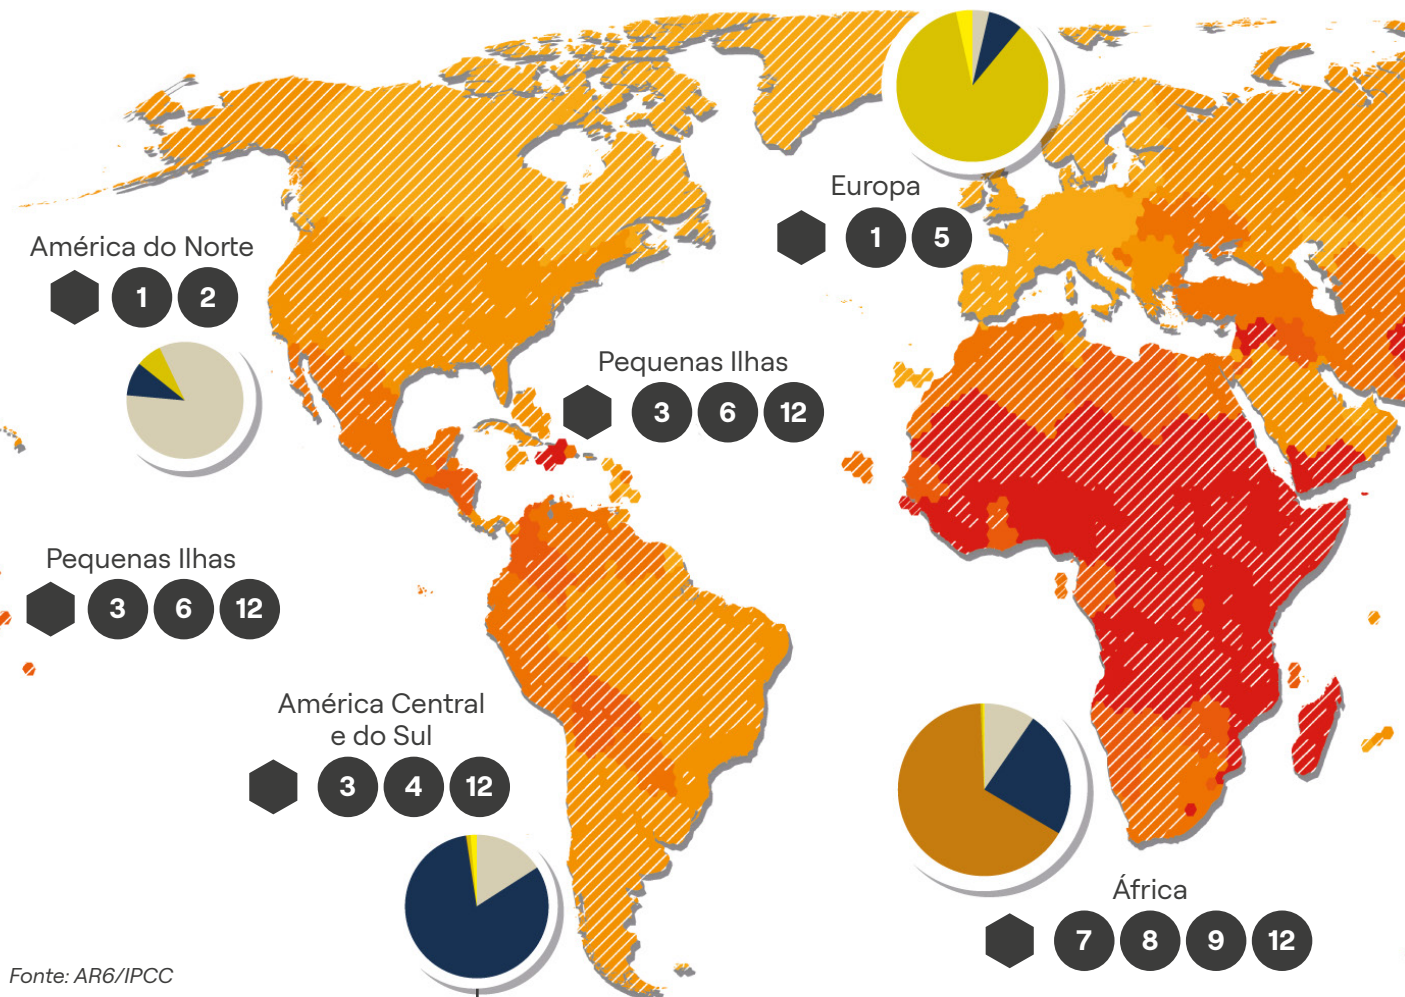 Europa
1 5
América do Norte
1 2
Pequenas Ilhas
3 6 12
Pequenas Ilhas
3 6 12
América Central
e do Sul
3 4 12
África
7 8 9 12
Fonte: AR6/IPCC